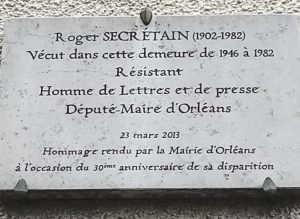 Roger SECRÉTAIN (1902-1982)
Vécut dans cette demeure de 1946 à 1982
Résistant
Homme de Lettres et de presse
Député-Maire d'Orléans
23 mars 2013
Hommage rendu par la Mairie d'Orléans
à l'occasion du 30ème anniversaire de sa disparition